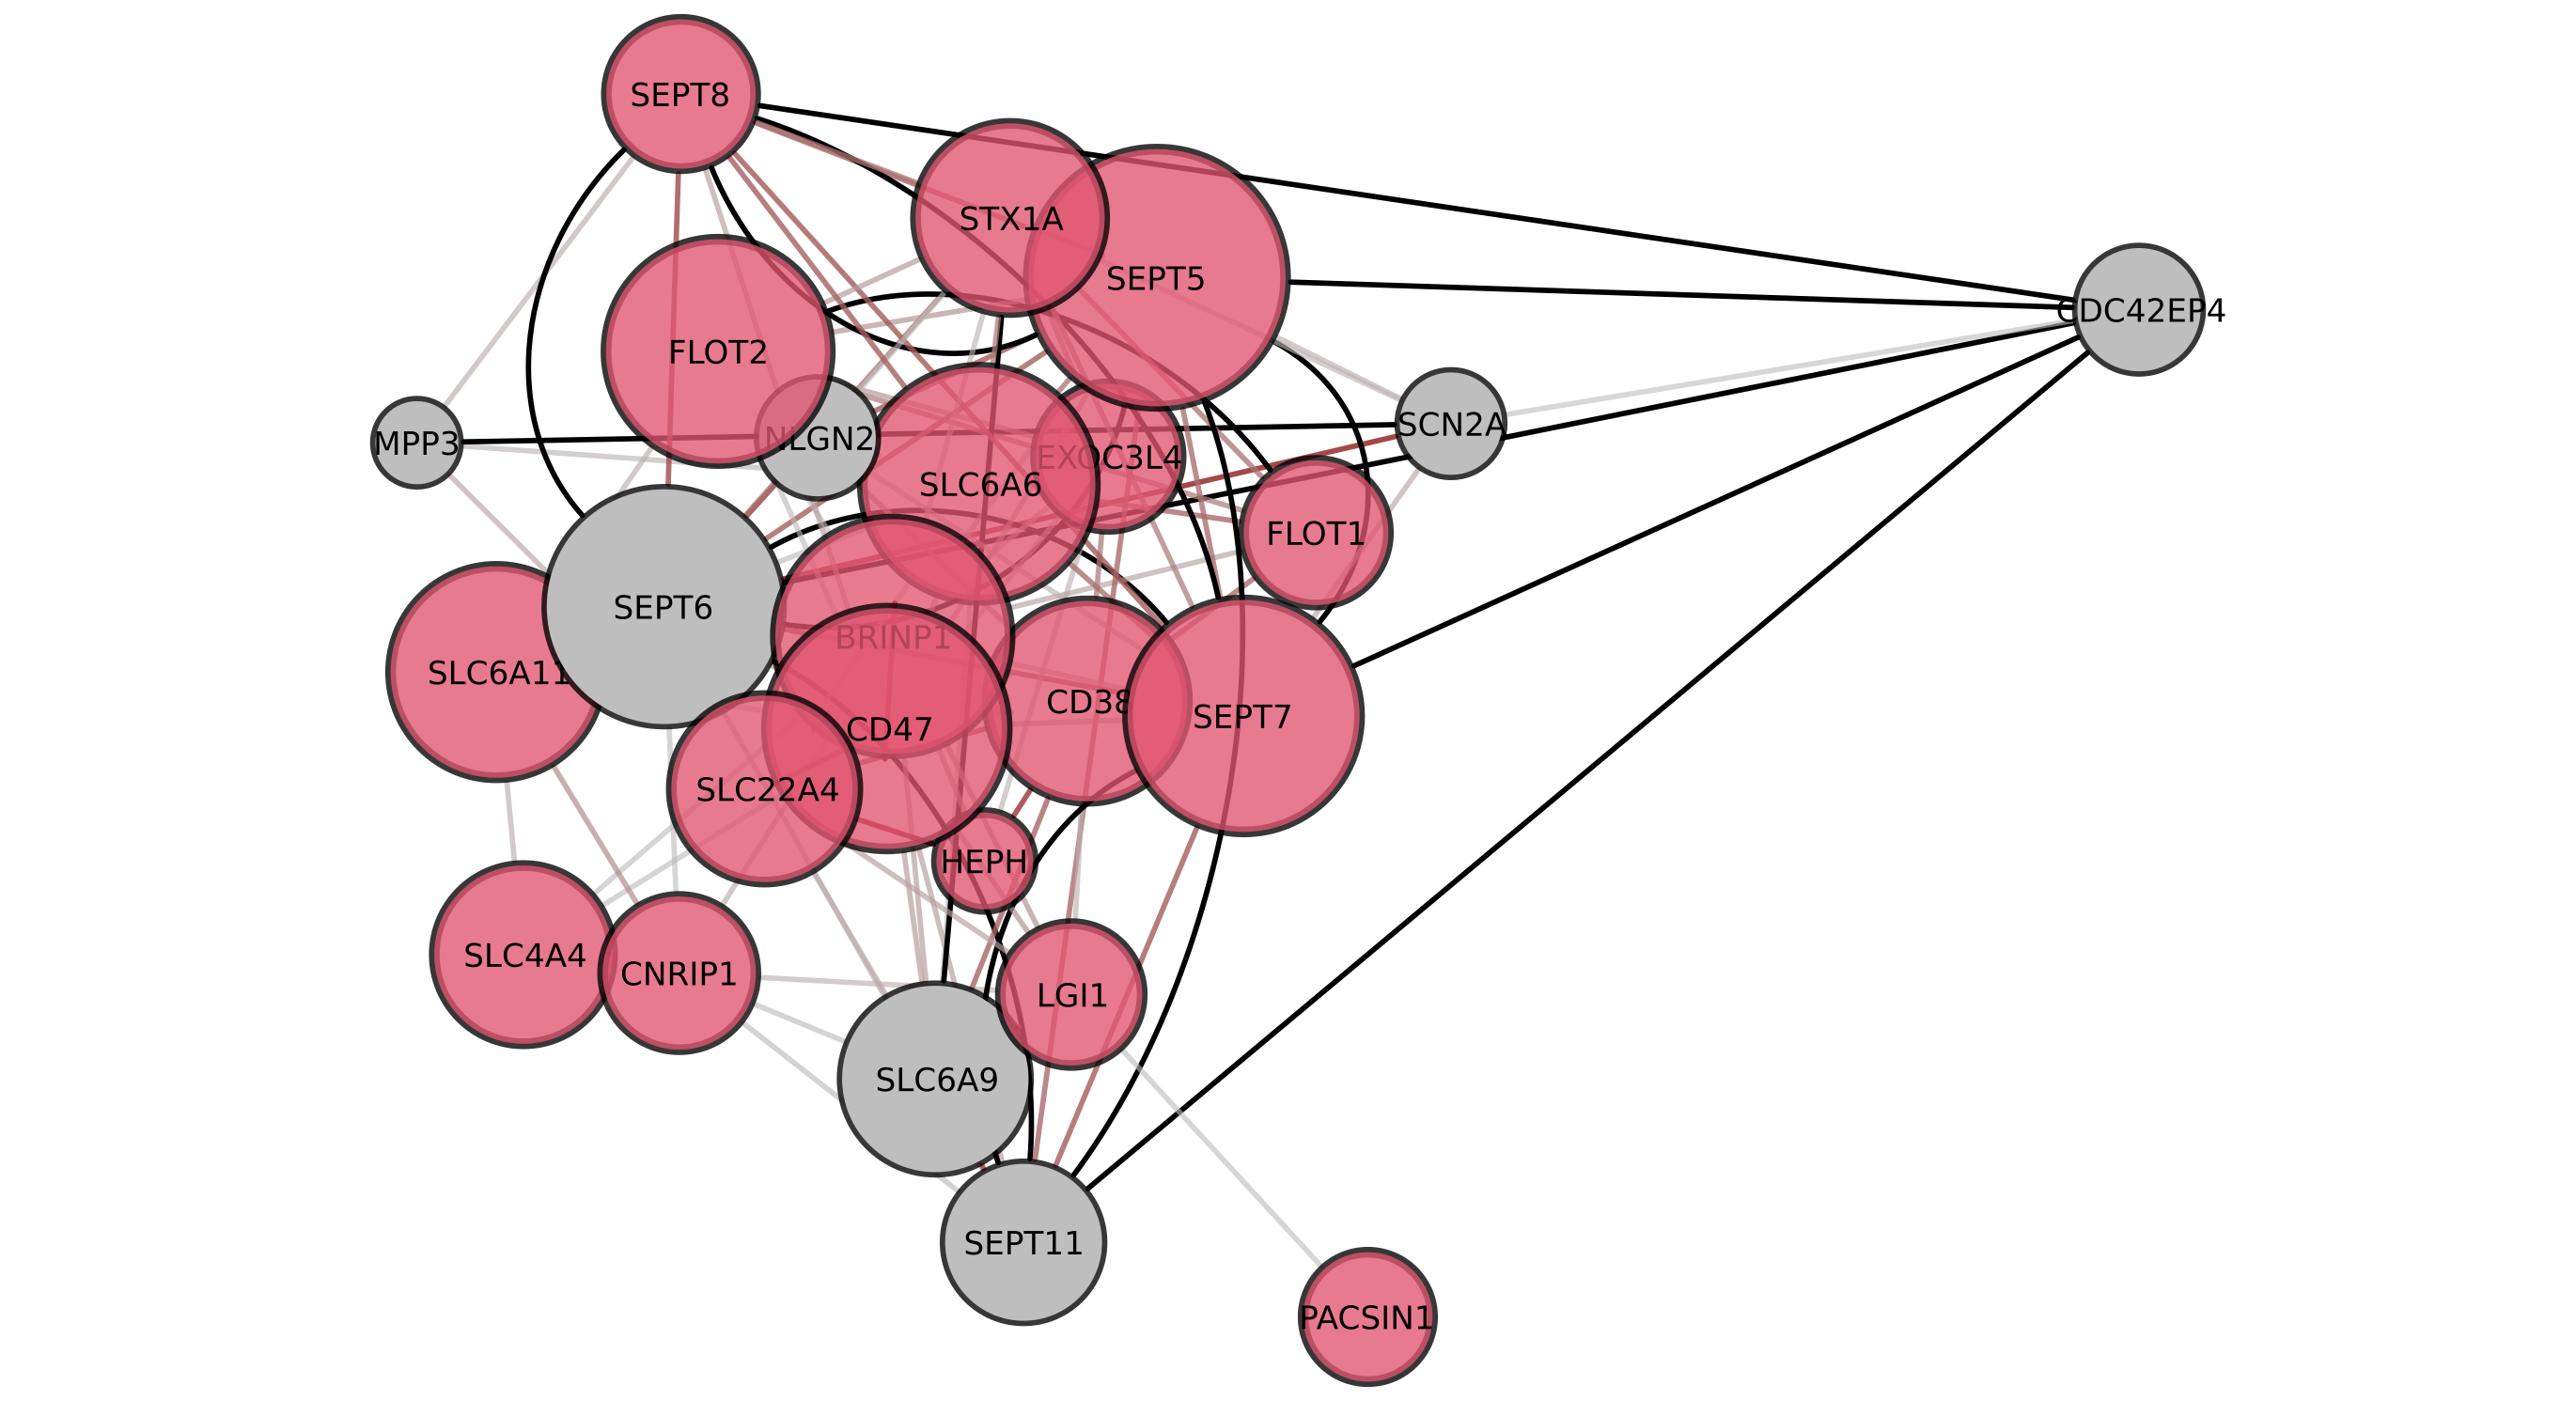 SEPT8
STX1A
SEPT5
CDC42EP4
FLOT2
SCN2A
NLGN2
MPP3
EXOC3L4
SLC6A6
FLOT1
SEPT6
BRINP1
SLC6A11
CD38
SEPT7
CD47
SLC22A4
HEPH
SLC4A4
CNRIP1
LGI1
SLC6A9
SEPT11
PACSIN1